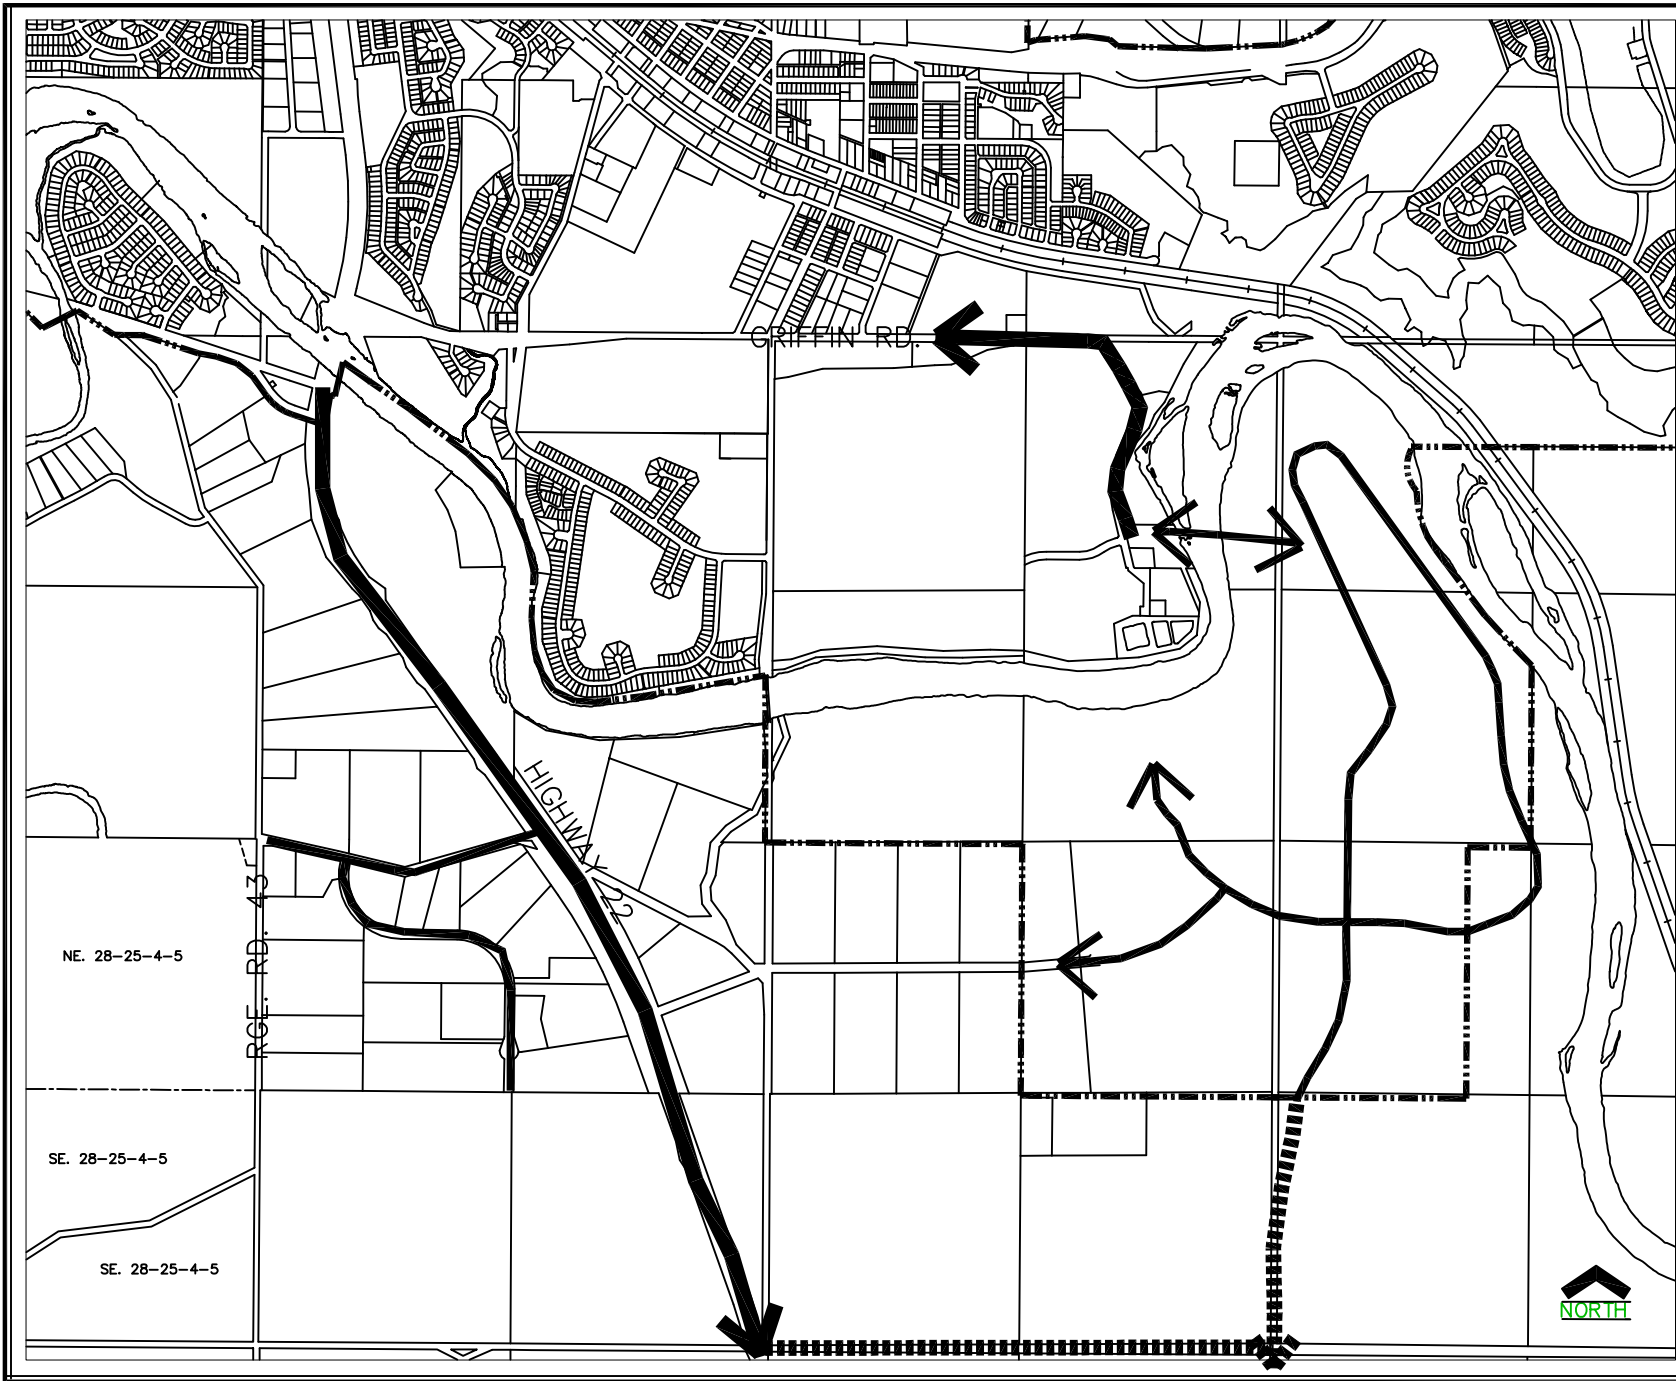 GRIFFIN RD.
HIGHWAY 22
RGE. RD. 43
NE. 28-25-4-5
SE. 28-25-4-5
SE. 28-25-4-5
NORTH